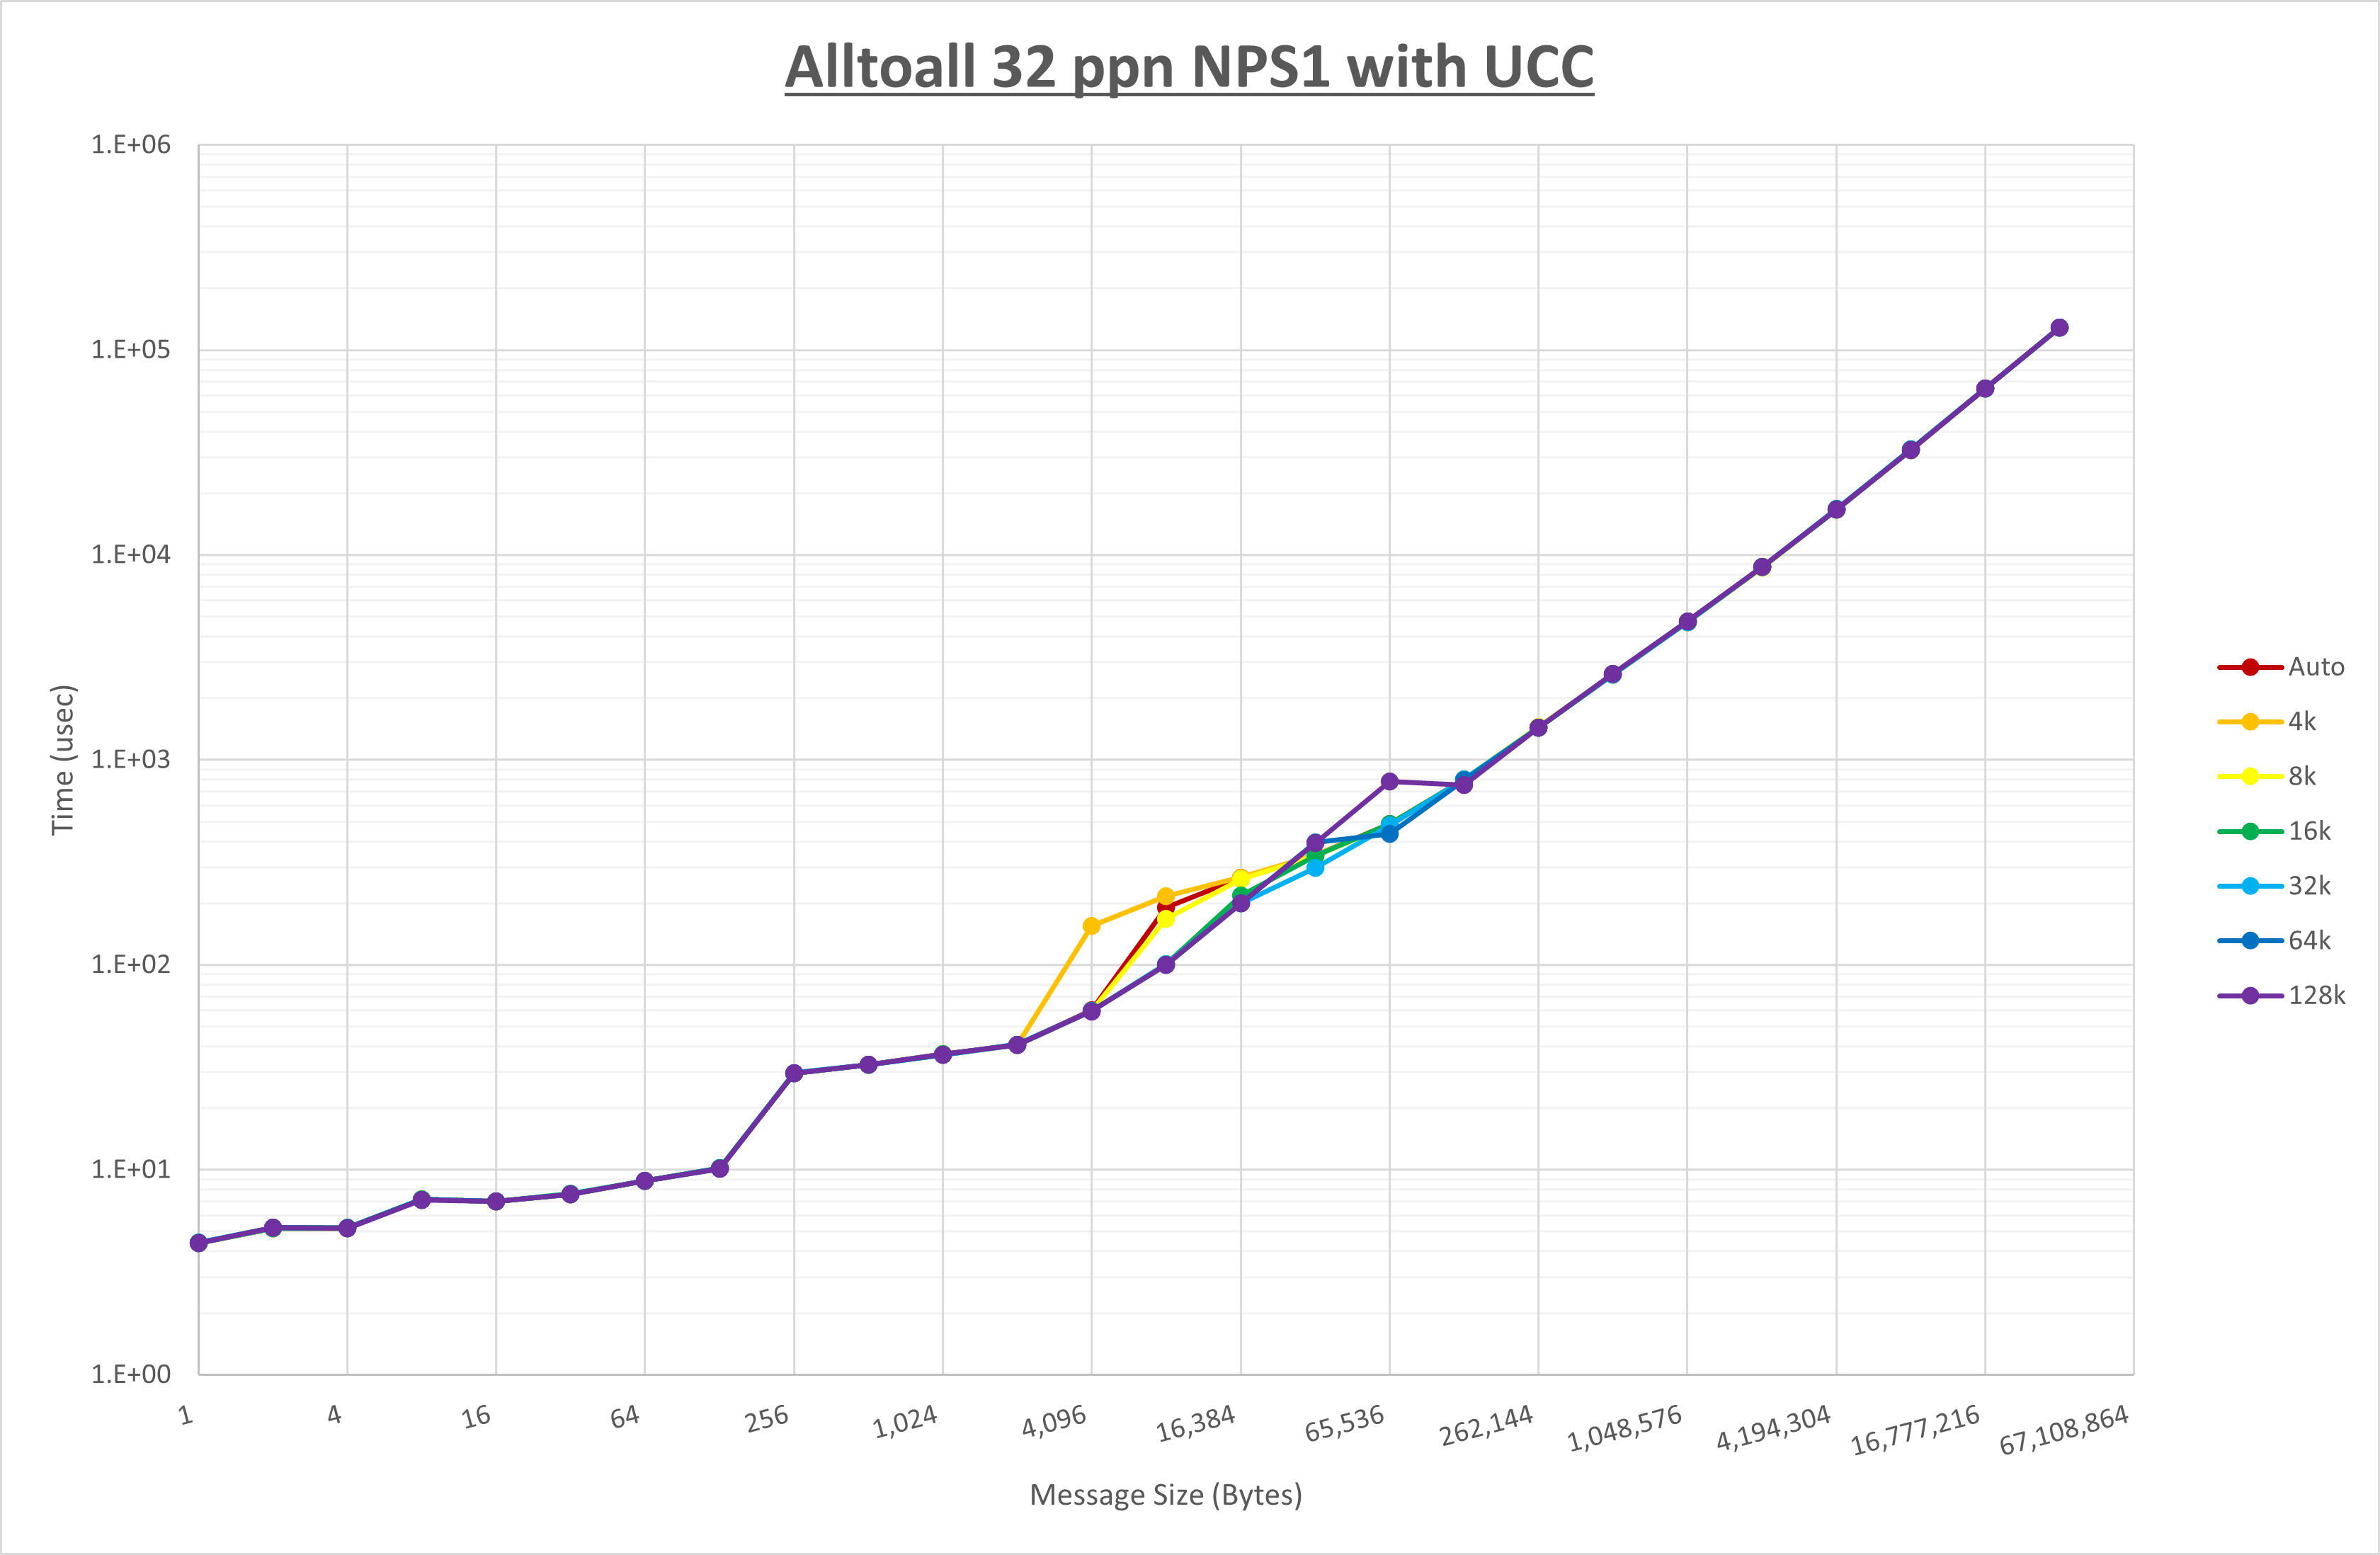 Alltoall 32 ppn NPS1 with UCC
1.E+06
1.E+05
1.E+04
1.E+03
1.E+02
1.E+01
1.E+00
Time (usec)
1
4
16
64
256
1,024
4,096
16,384
65,536
262,144
1,048,576
4,194,304
16,777,216
67,108,864
Message Size (Bytes)
Auto
4k
8k
16k
32k
64k
128k